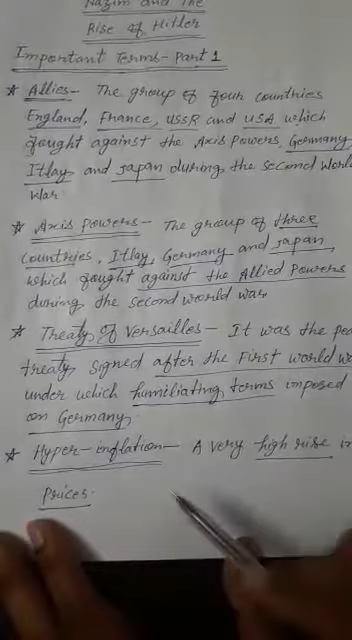 Nazism and the
Rise of Hitler
Important Terms- Part 1
* Allies- The group of four countries
England, France, USSR and USA which
fought against the Axis Powers, Germany
Itlay and Japan during the second World
War
* Axis Powers- The group of three
Countries, Itlay, Germany and Japan,
which fought against the Allied Powers
during the second world war
* Treaty of Versailles- It was the
treaty signed after the First world
under which humiliating terms imposed
on Germany.
* Hyper-inflation- A very high rise in
Prices.